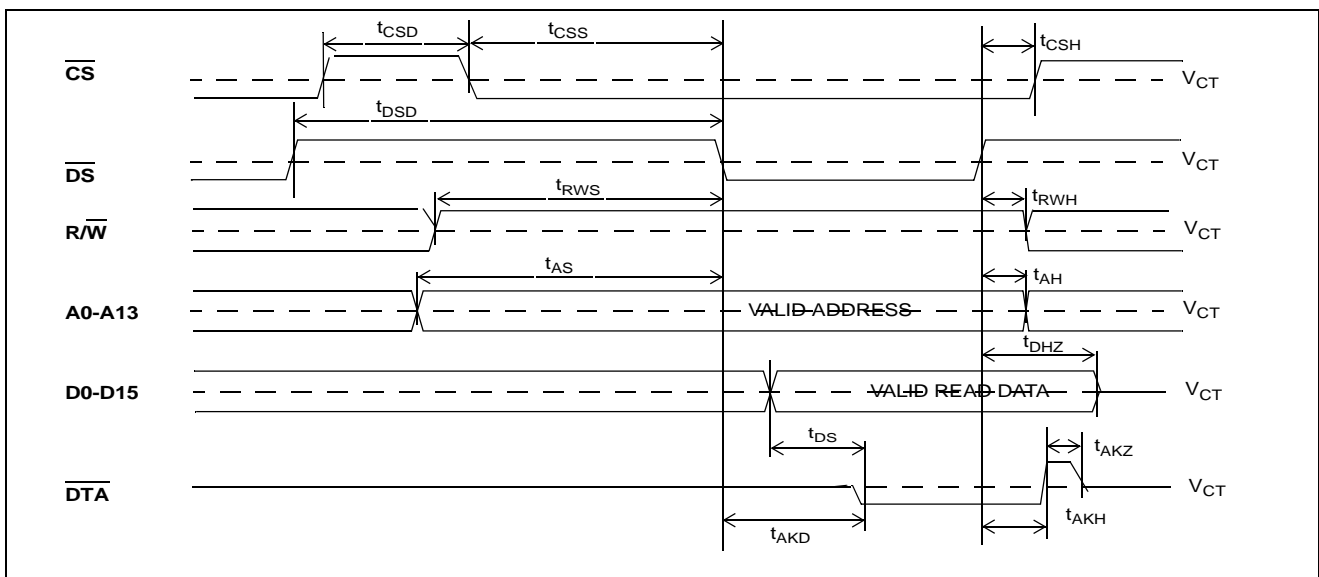 tCSD tCSS tCSH
CS VCT
tDSD
DS VCT
tRWS tRWH
R/W VCT
tAS tAH
A0-A13 VALID ADDRESS VCT
tDHZ
D0-D15 VALID READ DATA VCT
tDS tAKZ
DTA VCT
tAKD tAKH